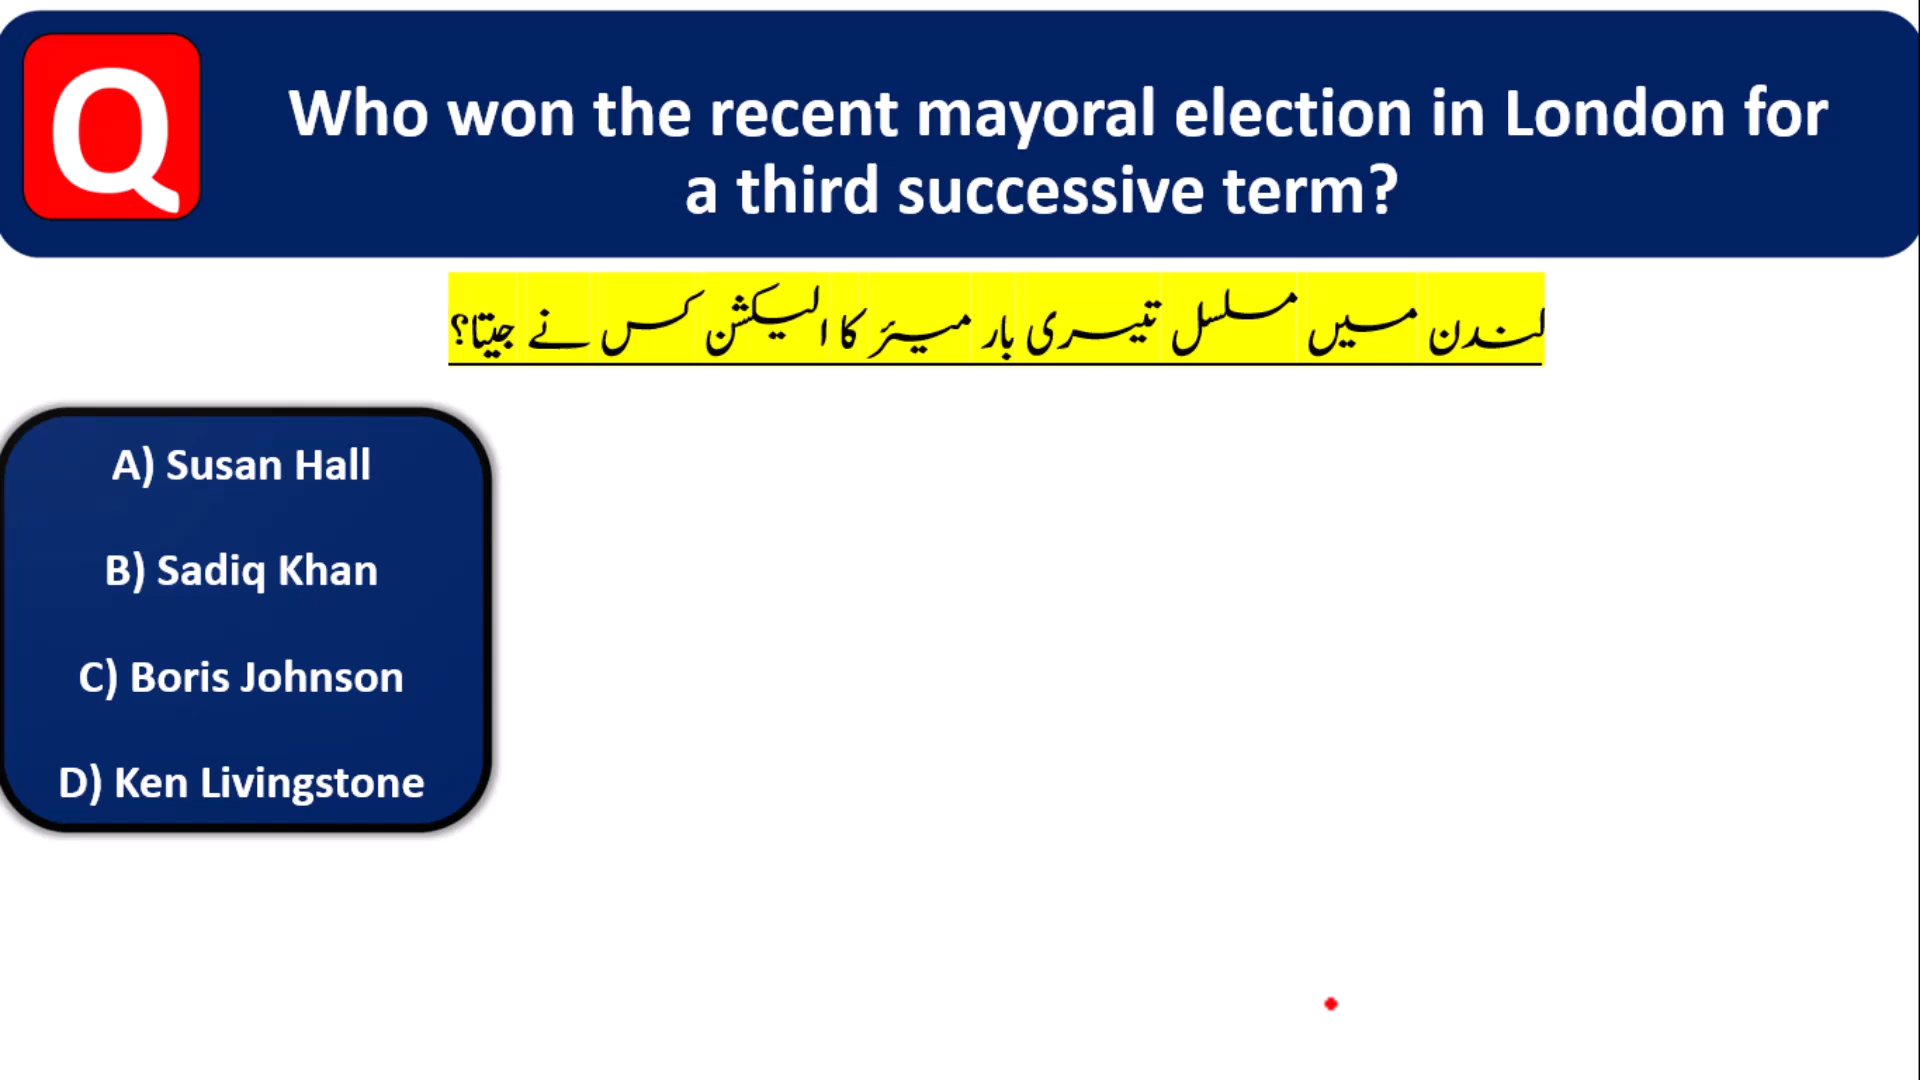 Q
Who won the recent mayoral election in London for
a third successive term?
لندن میں مسلسل تیسری بار میئر کا الیکشن کس نے جیتا؟
A) Susan Hall
B) Sadiq Khan
C) Boris Johnson
D) Ken Livingstone